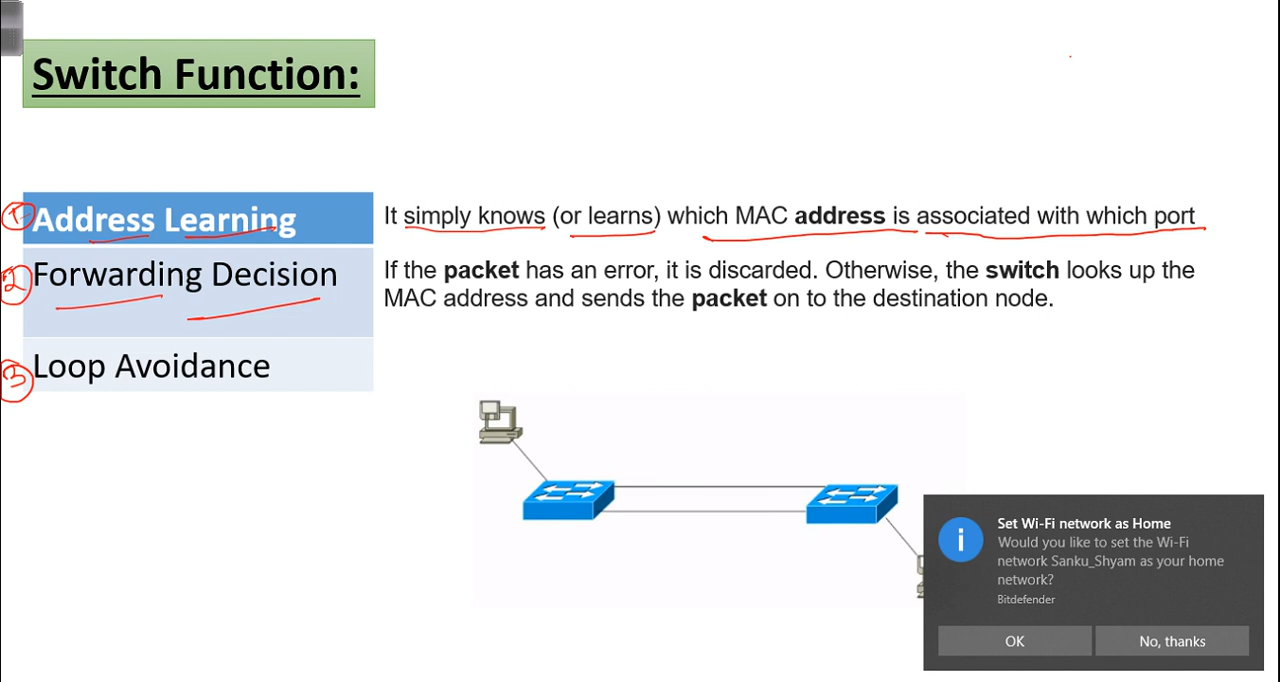 Switch Function:
1.
Address Learning
It simply knows (or learns) which MAC address is associated with which port
2
Forwarding Decision
If the packet has an error, it is discarded. Otherwise, the switch looks up the
MAC address and sends the packet on to the destination node.
3
Loop Avoidance
Set Wi-Fi network as Home
Would you like to set the Wi-Fi
network Sanku_Shyam as your home
network?
Bitdefender
OK
No, thanks